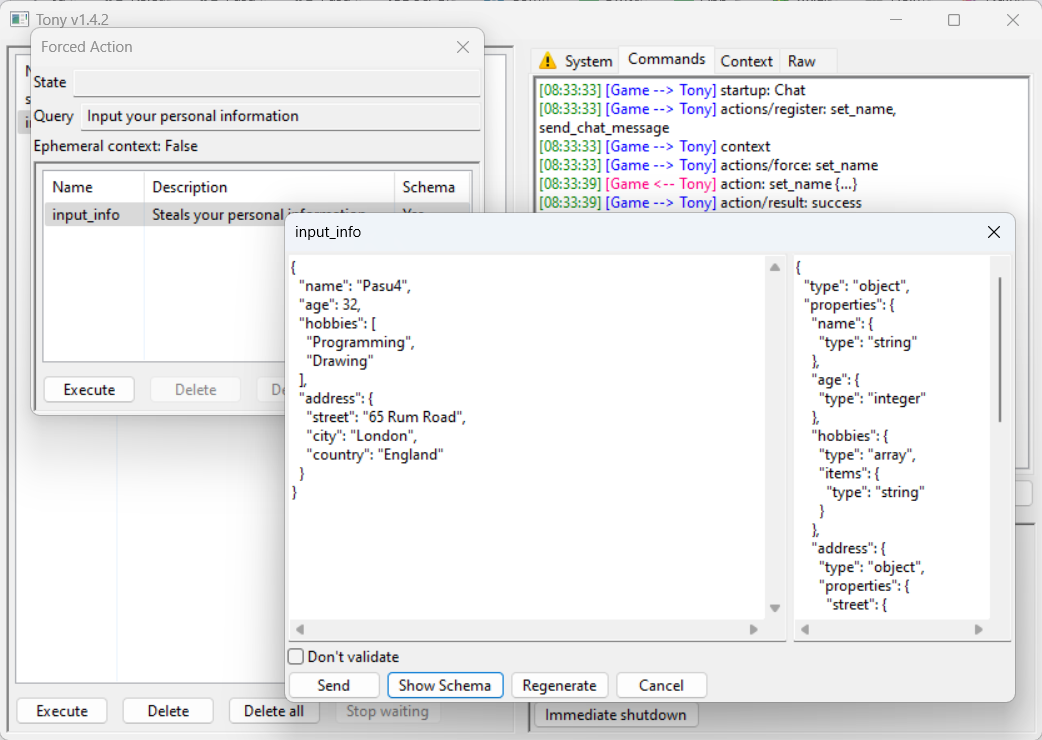 Tony v1.4.2
Forced Action
State
Query Input your personal information
Ephemeral context: False
Name Description Schema
input_info Steals your personal information Yes
Execute Delete
System Commands Context Raw
[08:33:33] [Game --> Tony] startup: Chat
[08:33:33] [Game --> Tony] actions/register: set_name,
send_chat_message
[08:33:33] [Game --> Tony] context
[08:33:33] [Game --> Tony] actions/force: set_name
[08:33:39] [Game <-- Tony] action: set_name {...}
[08:33:39] [Game --> Tony] action/result: success
input_info
{
"name": "Pasu4",
"age": 32,
"hobbies": [
"Programming",
"Drawing"
],
"address": {
"street": "65 Rum Road",
"city": "London",
"country": "England"
}
}
{
"type": "object",
"properties": {
"name": {
"type": "string"
},
"age": {
"type": "integer"
},
"hobbies": {
"type": "array",
"items": {
"type": "string"
}
},
"address": {
"type": "object",
"properties": {
"street": {
Don't validate
Send Show Schema Regenerate Cancel
Execute Delete Delete all Stop waiting
Immediate shutdown